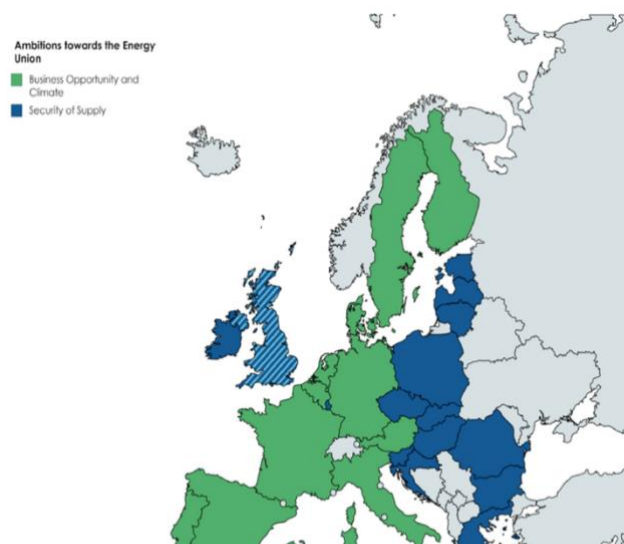 Ambitions towards the Energy
Union
Business Opportunity and
Climate
Security of Supply